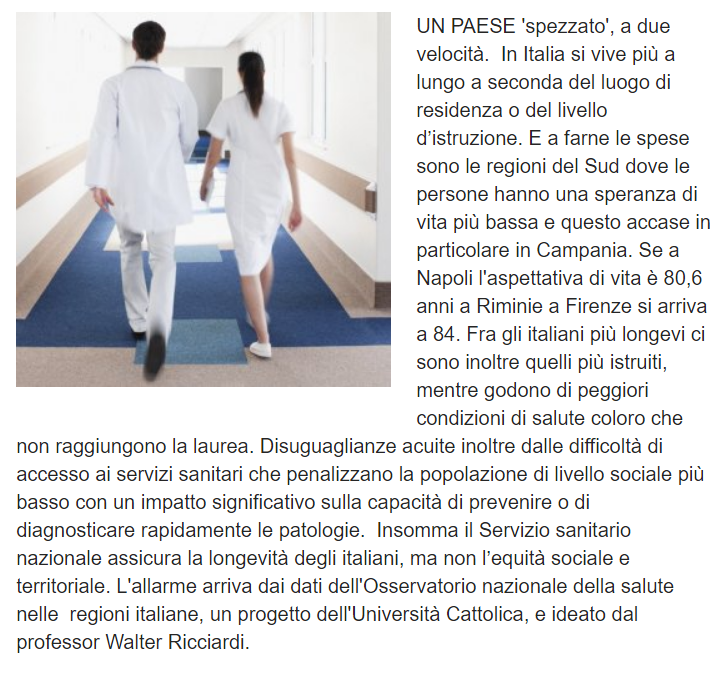 UN PAESE 'spezzato', a due
velocità.  In Italia si vive più a
lungo a seconda del luogo di
residenza o del livello
d’istruzione. E a farne le spese
sono le regioni del Sud dove le
persone hanno una speranza di
vita più bassa e questo accase in
particolare in Campania. Se a
Napoli l'aspettativa di vita è 80,6
anni a Riminie a Firenze si arriva
a 84. Fra gli italiani più longevi ci
sono inoltre quelli più istruiti,
mentre godono di peggiori
condizioni di salute coloro che
non raggiungono la laurea. Disuguaglianze acuite inoltre dalle difficoltà di
accesso ai servizi sanitari che penalizzano la popolazione di livello sociale più
basso con un impatto significativo sulla capacità di prevenire o di
diagnosticare rapidamente le patologie.  Insomma il Servizio sanitario
nazionale assicura la longevità degli italiani, ma non l’equità sociale e
territoriale. L'allarme arriva dai dati dell'Osservatorio nazionale della salute
nelle  regioni italiane, un progetto dell'Università Cattolica, e ideato dal
professor Walter Ricciardi.